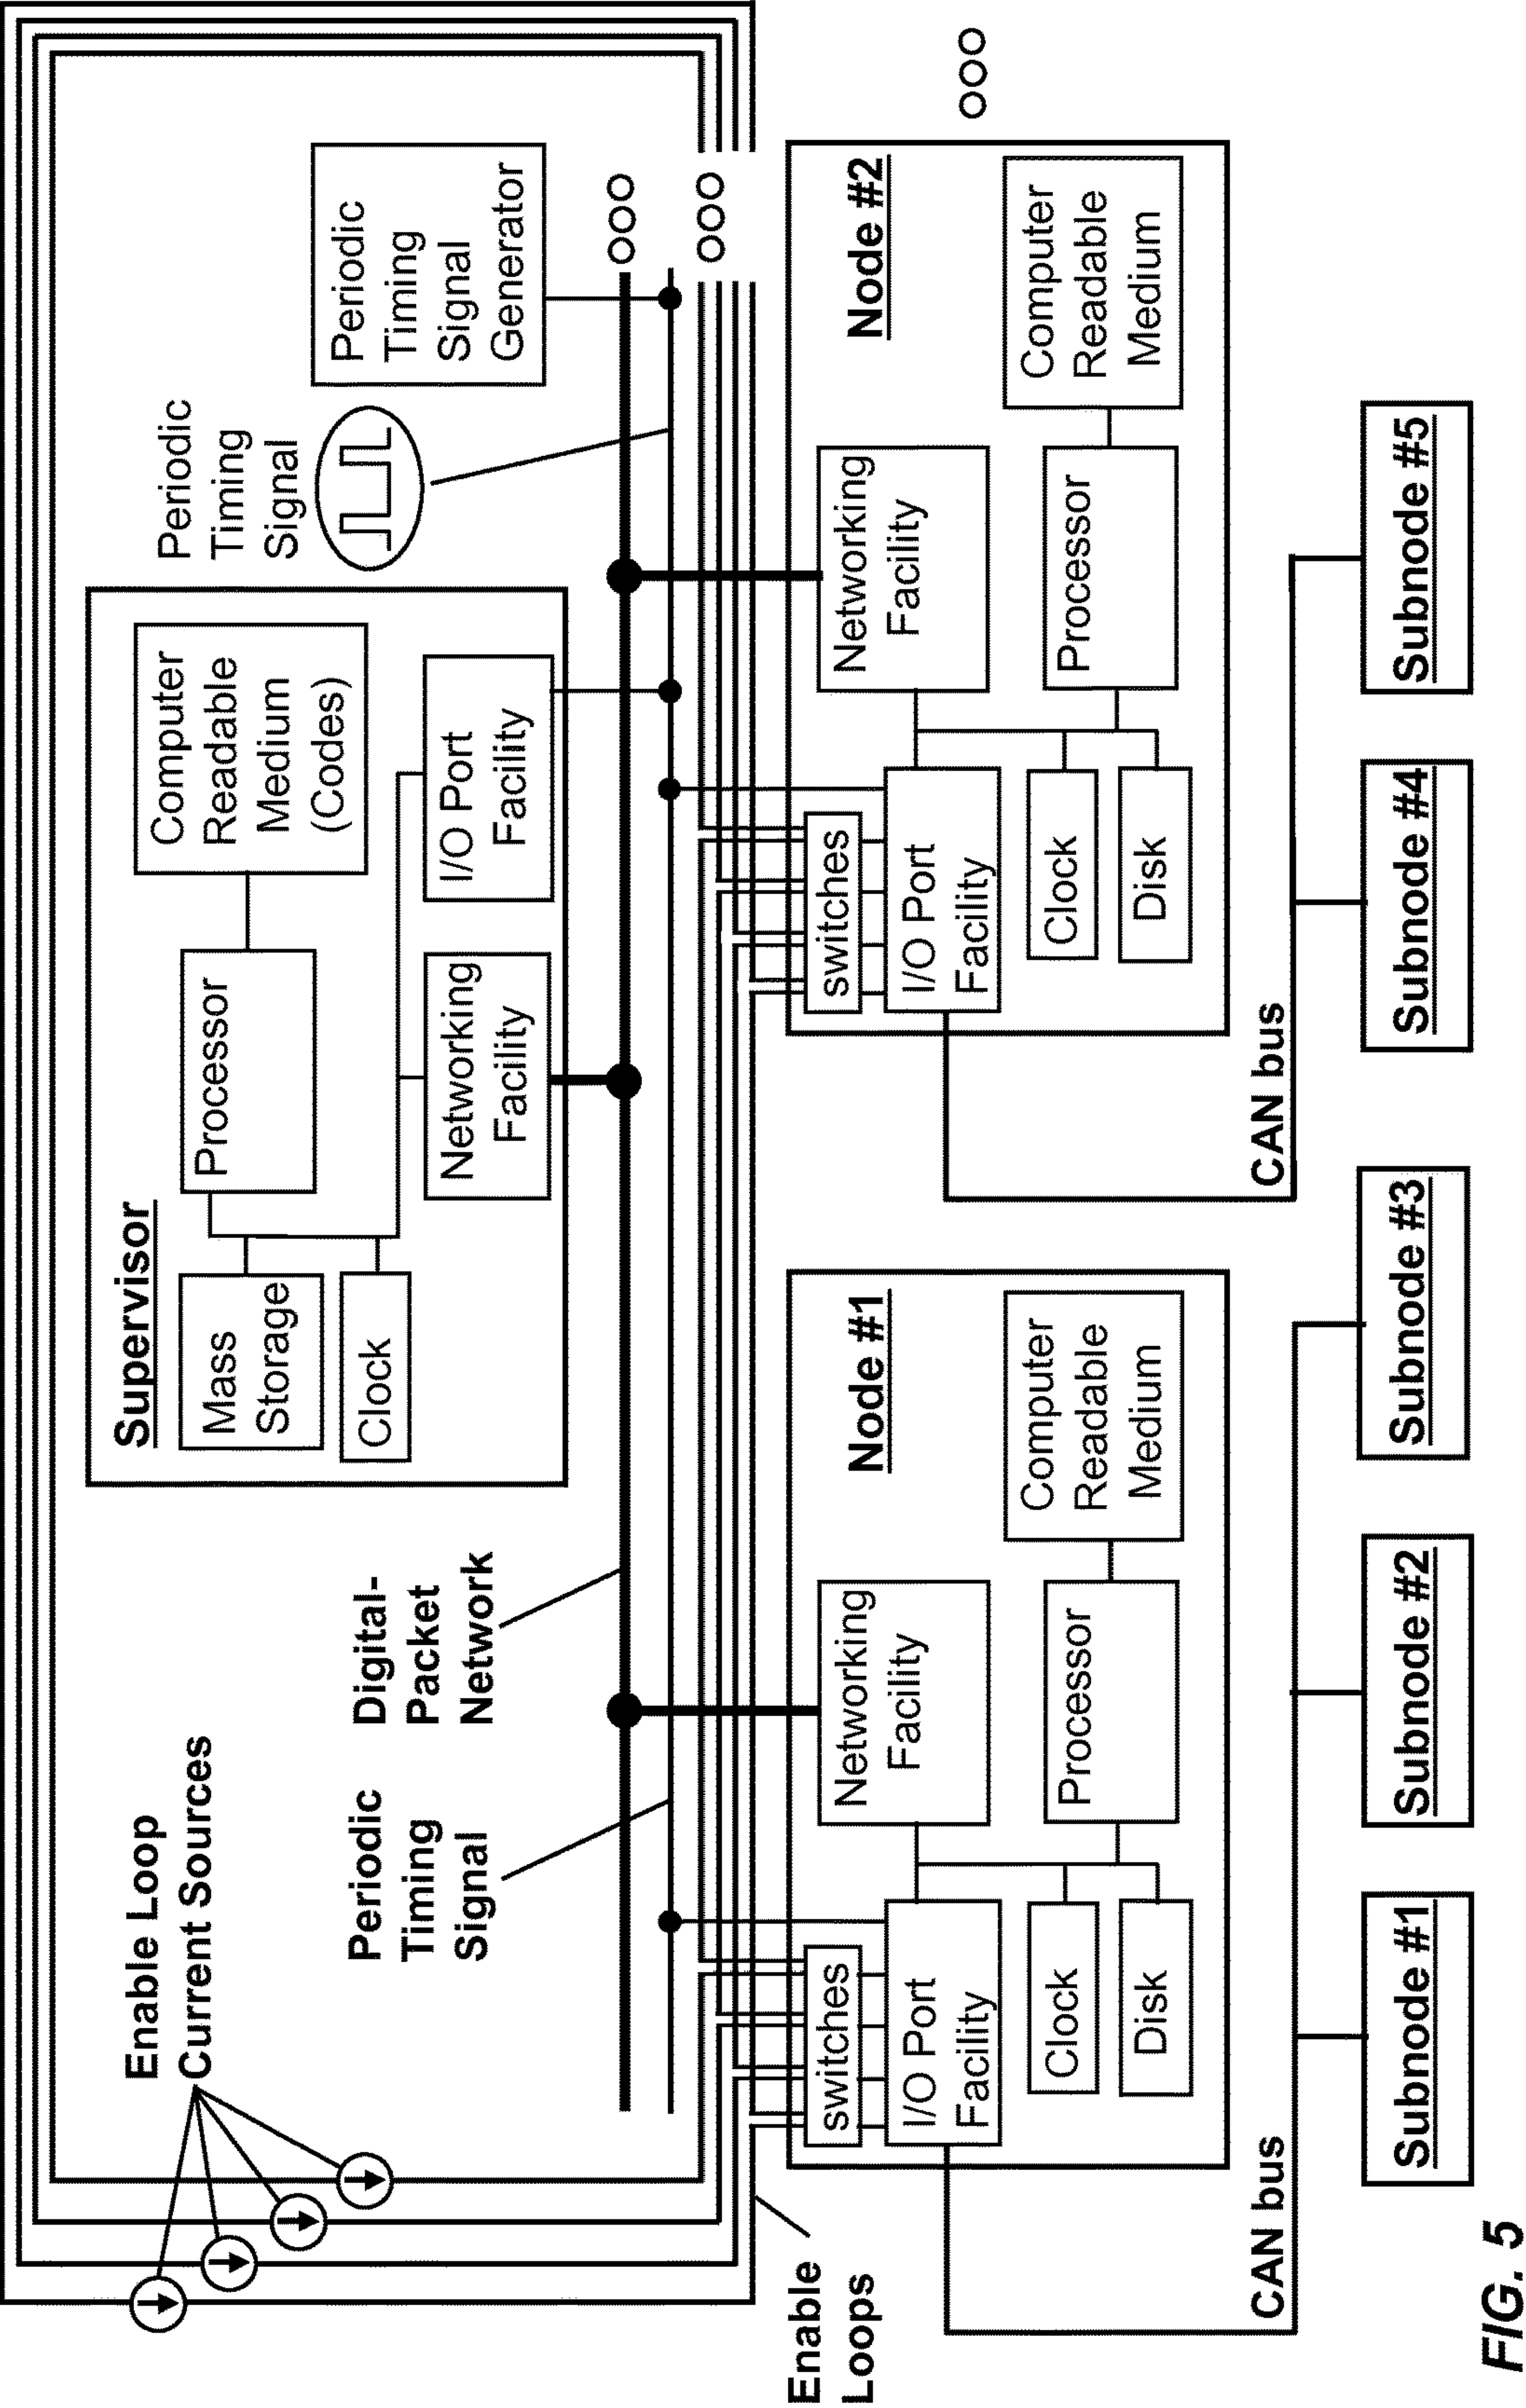 Enable Loop
Current Sources
Supervisor
Mass
Storage
Clock
Processor
Computer
Readable
Medium
(Codes)
Networking
Facility
I/O Port
Facility
Periodic
Timing
Signal
Periodic
Timing
Signal
Generator
Periodic
Timing
Signal
Digital-
Packet
Network
Enable
Loops
Node #1
switches
I/O Port
Facility
Networking
Facility
Clock
Disk
Processor
Computer
Readable
Medium
Node #2
switches
I/O Port
Facility
Networking
Facility
Clock
Disk
Processor
Computer
Readable
Medium
CAN bus
CAN bus
Subnode #1
Subnode #2
Subnode #3
Subnode #4
Subnode #5
FIG. 5